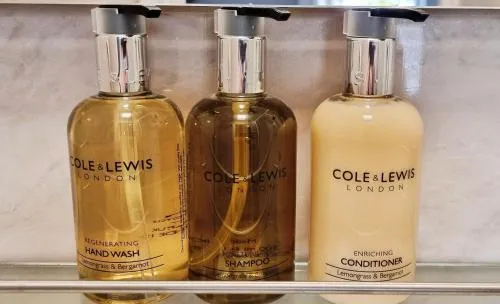 COLE & LEWIS
LONDON
REGENERATING
HAND WASH
Lemongrass & Bergamot
COLE & LEWIS
LONDON
SHAMPOO
COLE & LEWIS
LONDON
ENRICHING
CONDITIONER
Lemongrass & Bergamot